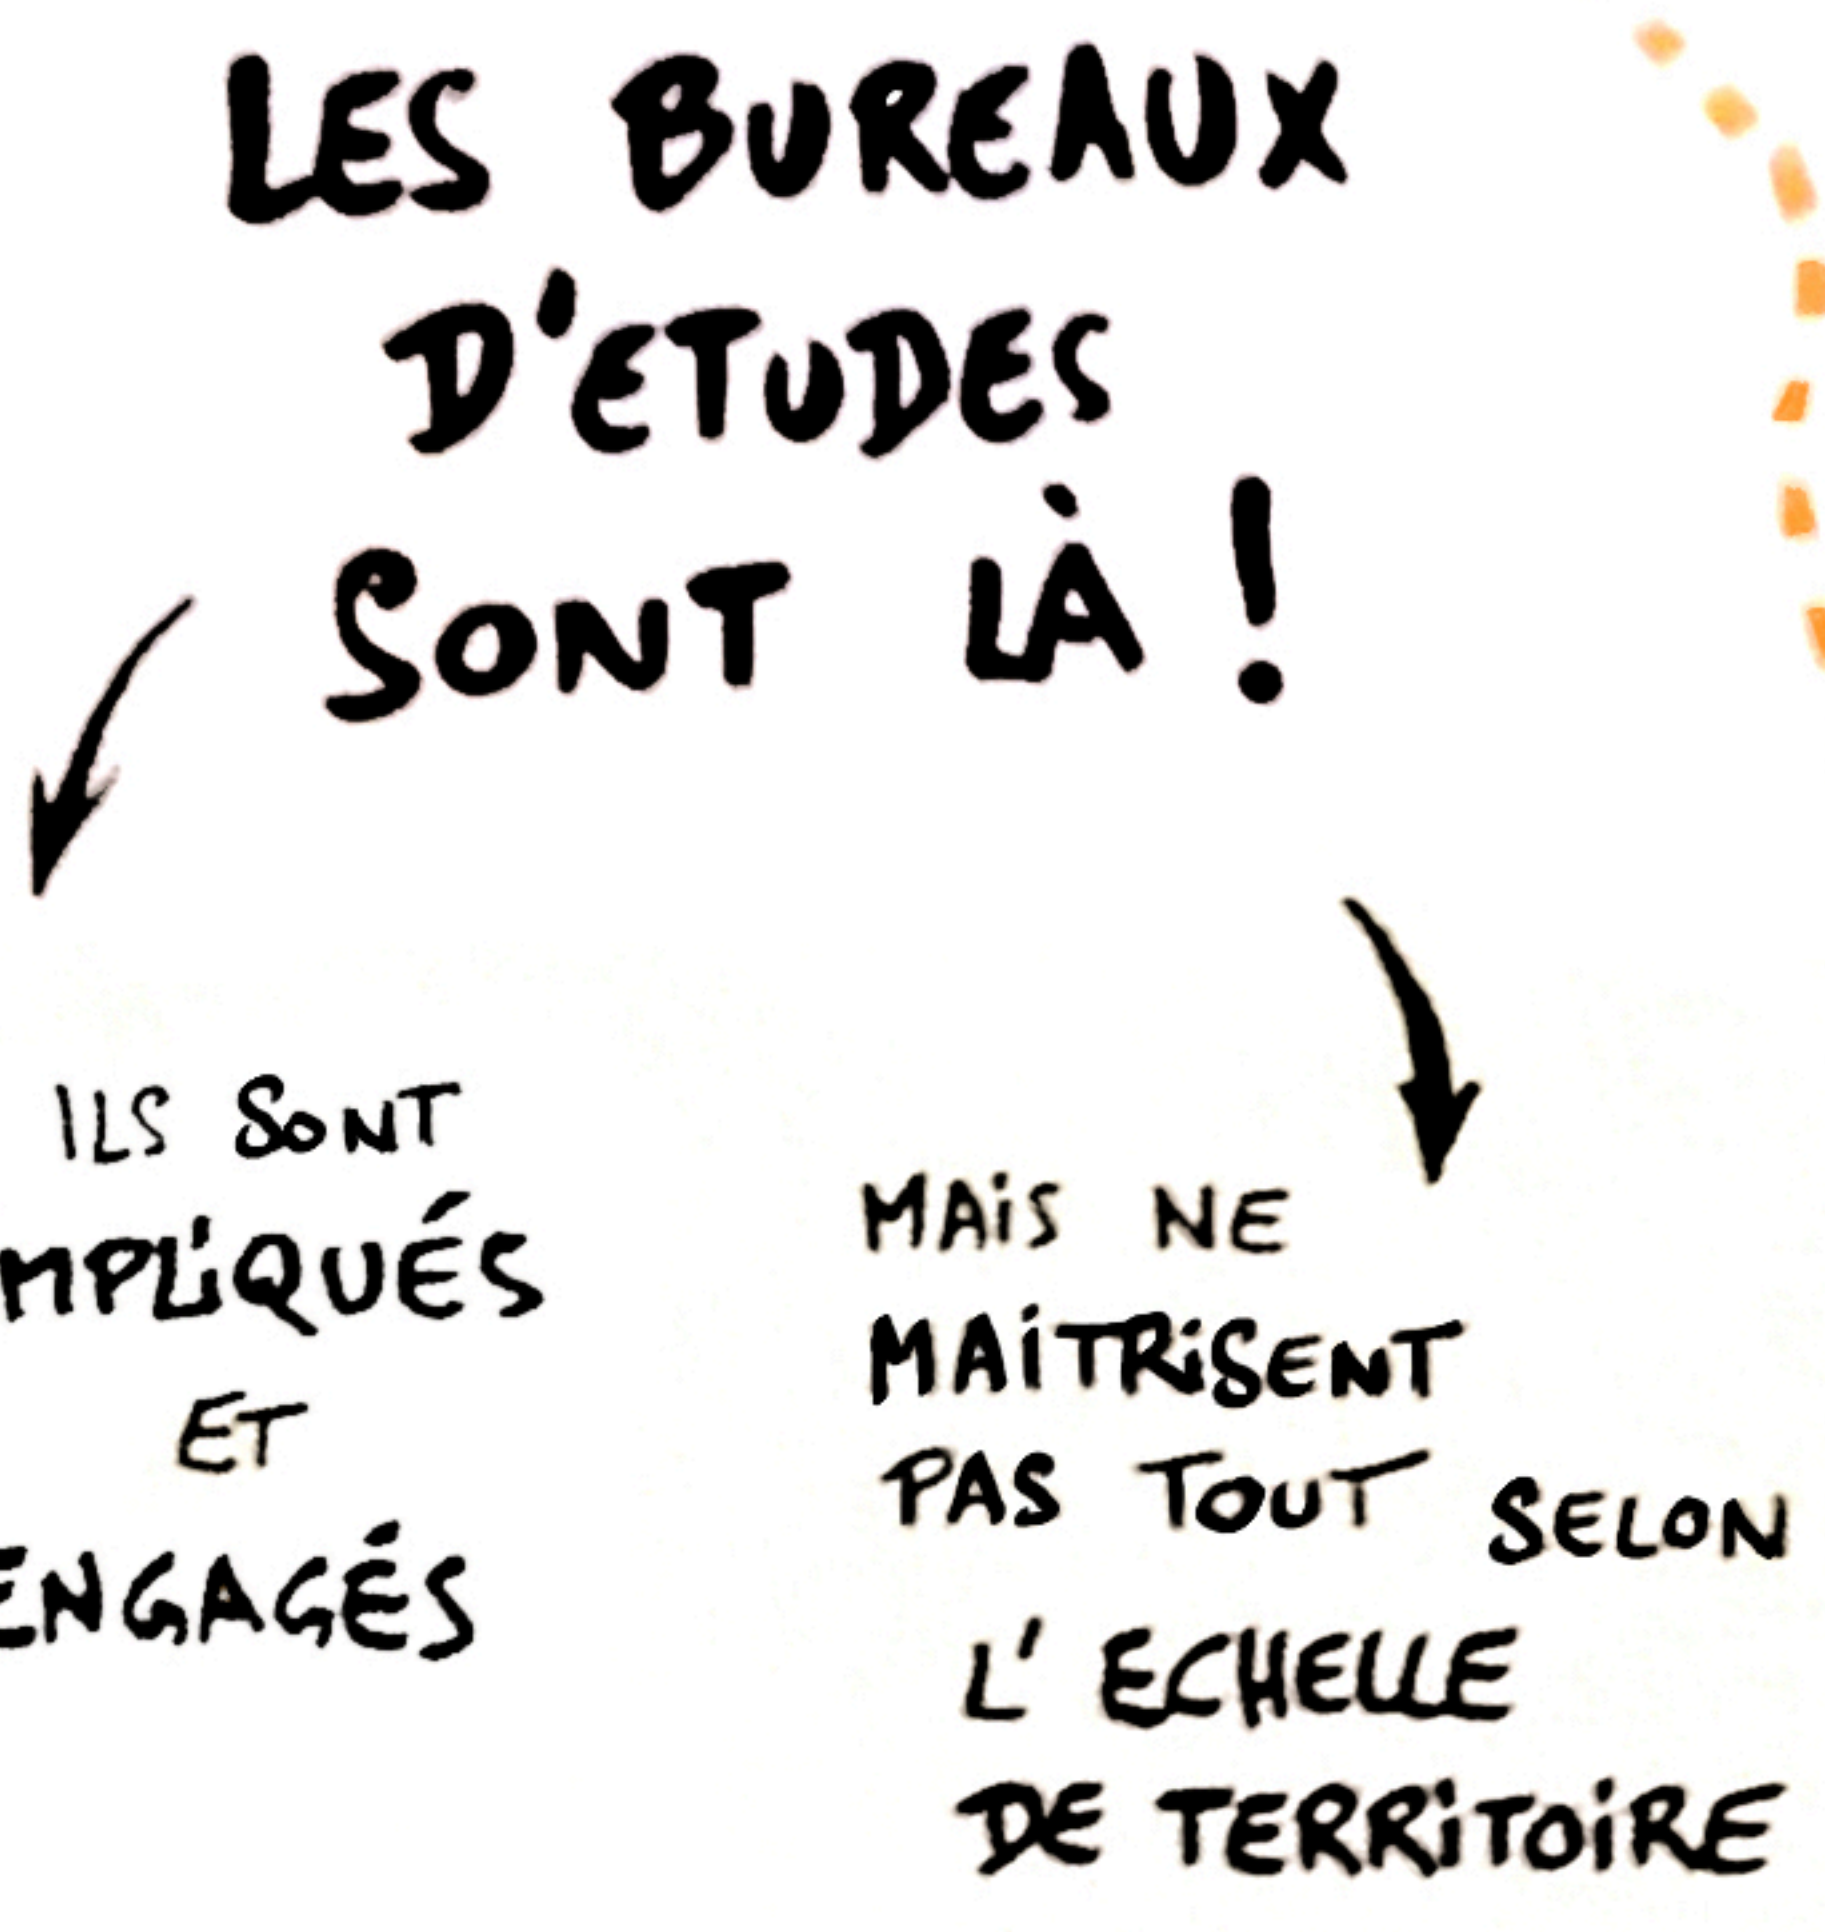 LES BUREAUX
D'ETUDES
SONT LÀ !
ILS SONT
MPLiQUÉS
ET
ENGAGÉS
MAiS NE
MAiTRiSENT
PAS TOUT SELON
L' ECHELLE
DE TERRiTOiRE